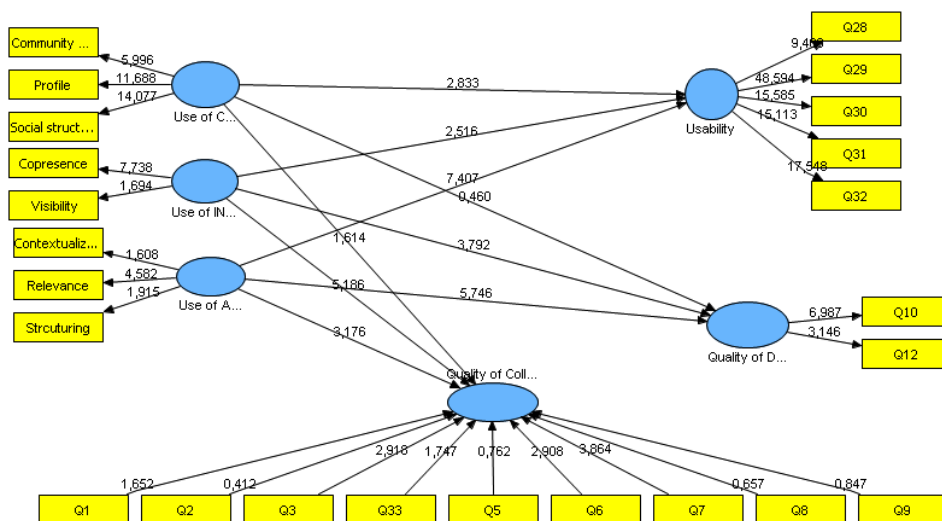 Community ...
5,996
Profile
11,688
Social struct...
14,077
Use of C...
Copresence
7,738
Visibility
1,694
Use of IN...
Contextualiz...
1,608
Relevance
4,582
Strcuturing
1,915
Use of A...
2,833
2,516
7,407
0,460
1,614
3,792
5,186
5,746
3,176
Usability
Q28
48,594
Q29
15,585
Q30
15,113
Q31
17,548
Q32
Quality of D...
6,987
Q10
3,146
Q12
Quality of Coll...
1,652
0,412
2,918
1,747
0,762
2,908
3,864
0,657
0,847
Q1
Q2
Q3
Q33
Q5
Q6
Q7
Q8
Q9